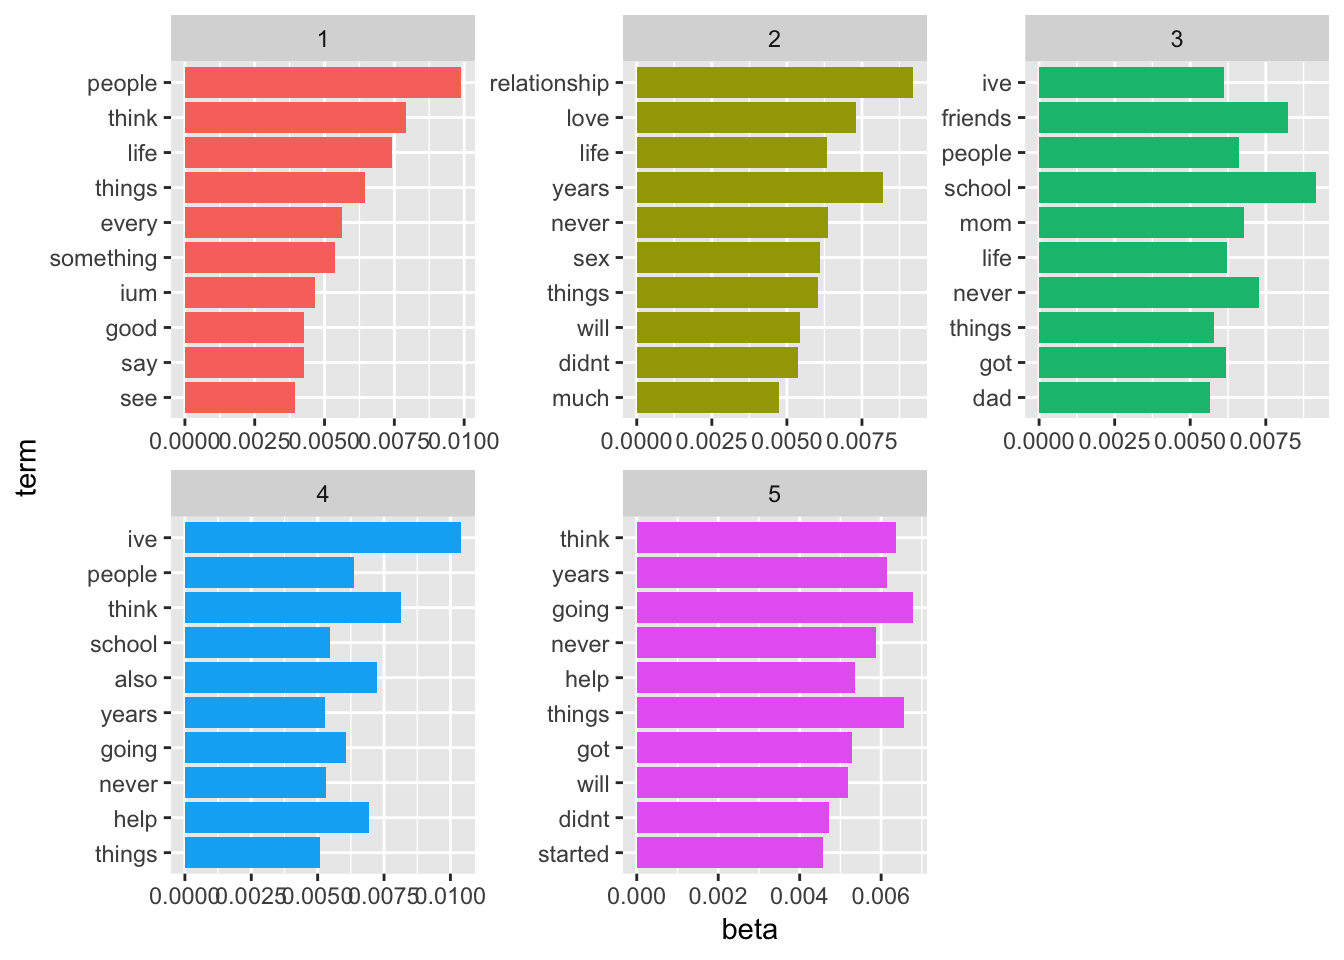 1
people
think
life
things
every
something
ium
good
say
see
0.0000 0.0025 0.0050 0.0075 0.0100
2
relationship
love
life
years
never
sex
things
will
didnt
much
0.0000 0.0025 0.0050 0.0075
3
ive
friends
people
school
mom
life
never
things
got
dad
0.0000 0.0025 0.0050 0.0075
term
4
ive
people
think
school
also
years
going
never
help
things
0.0000 0.0025 0.0050 0.0075 0.0100
5
think
years
going
never
help
things
got
will
didnt
started
0.000 0.002 0.004 0.006
beta